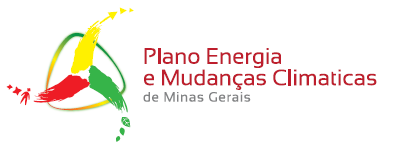 Plano Energia
e Mudanças Climaticas
de Minas Gerais